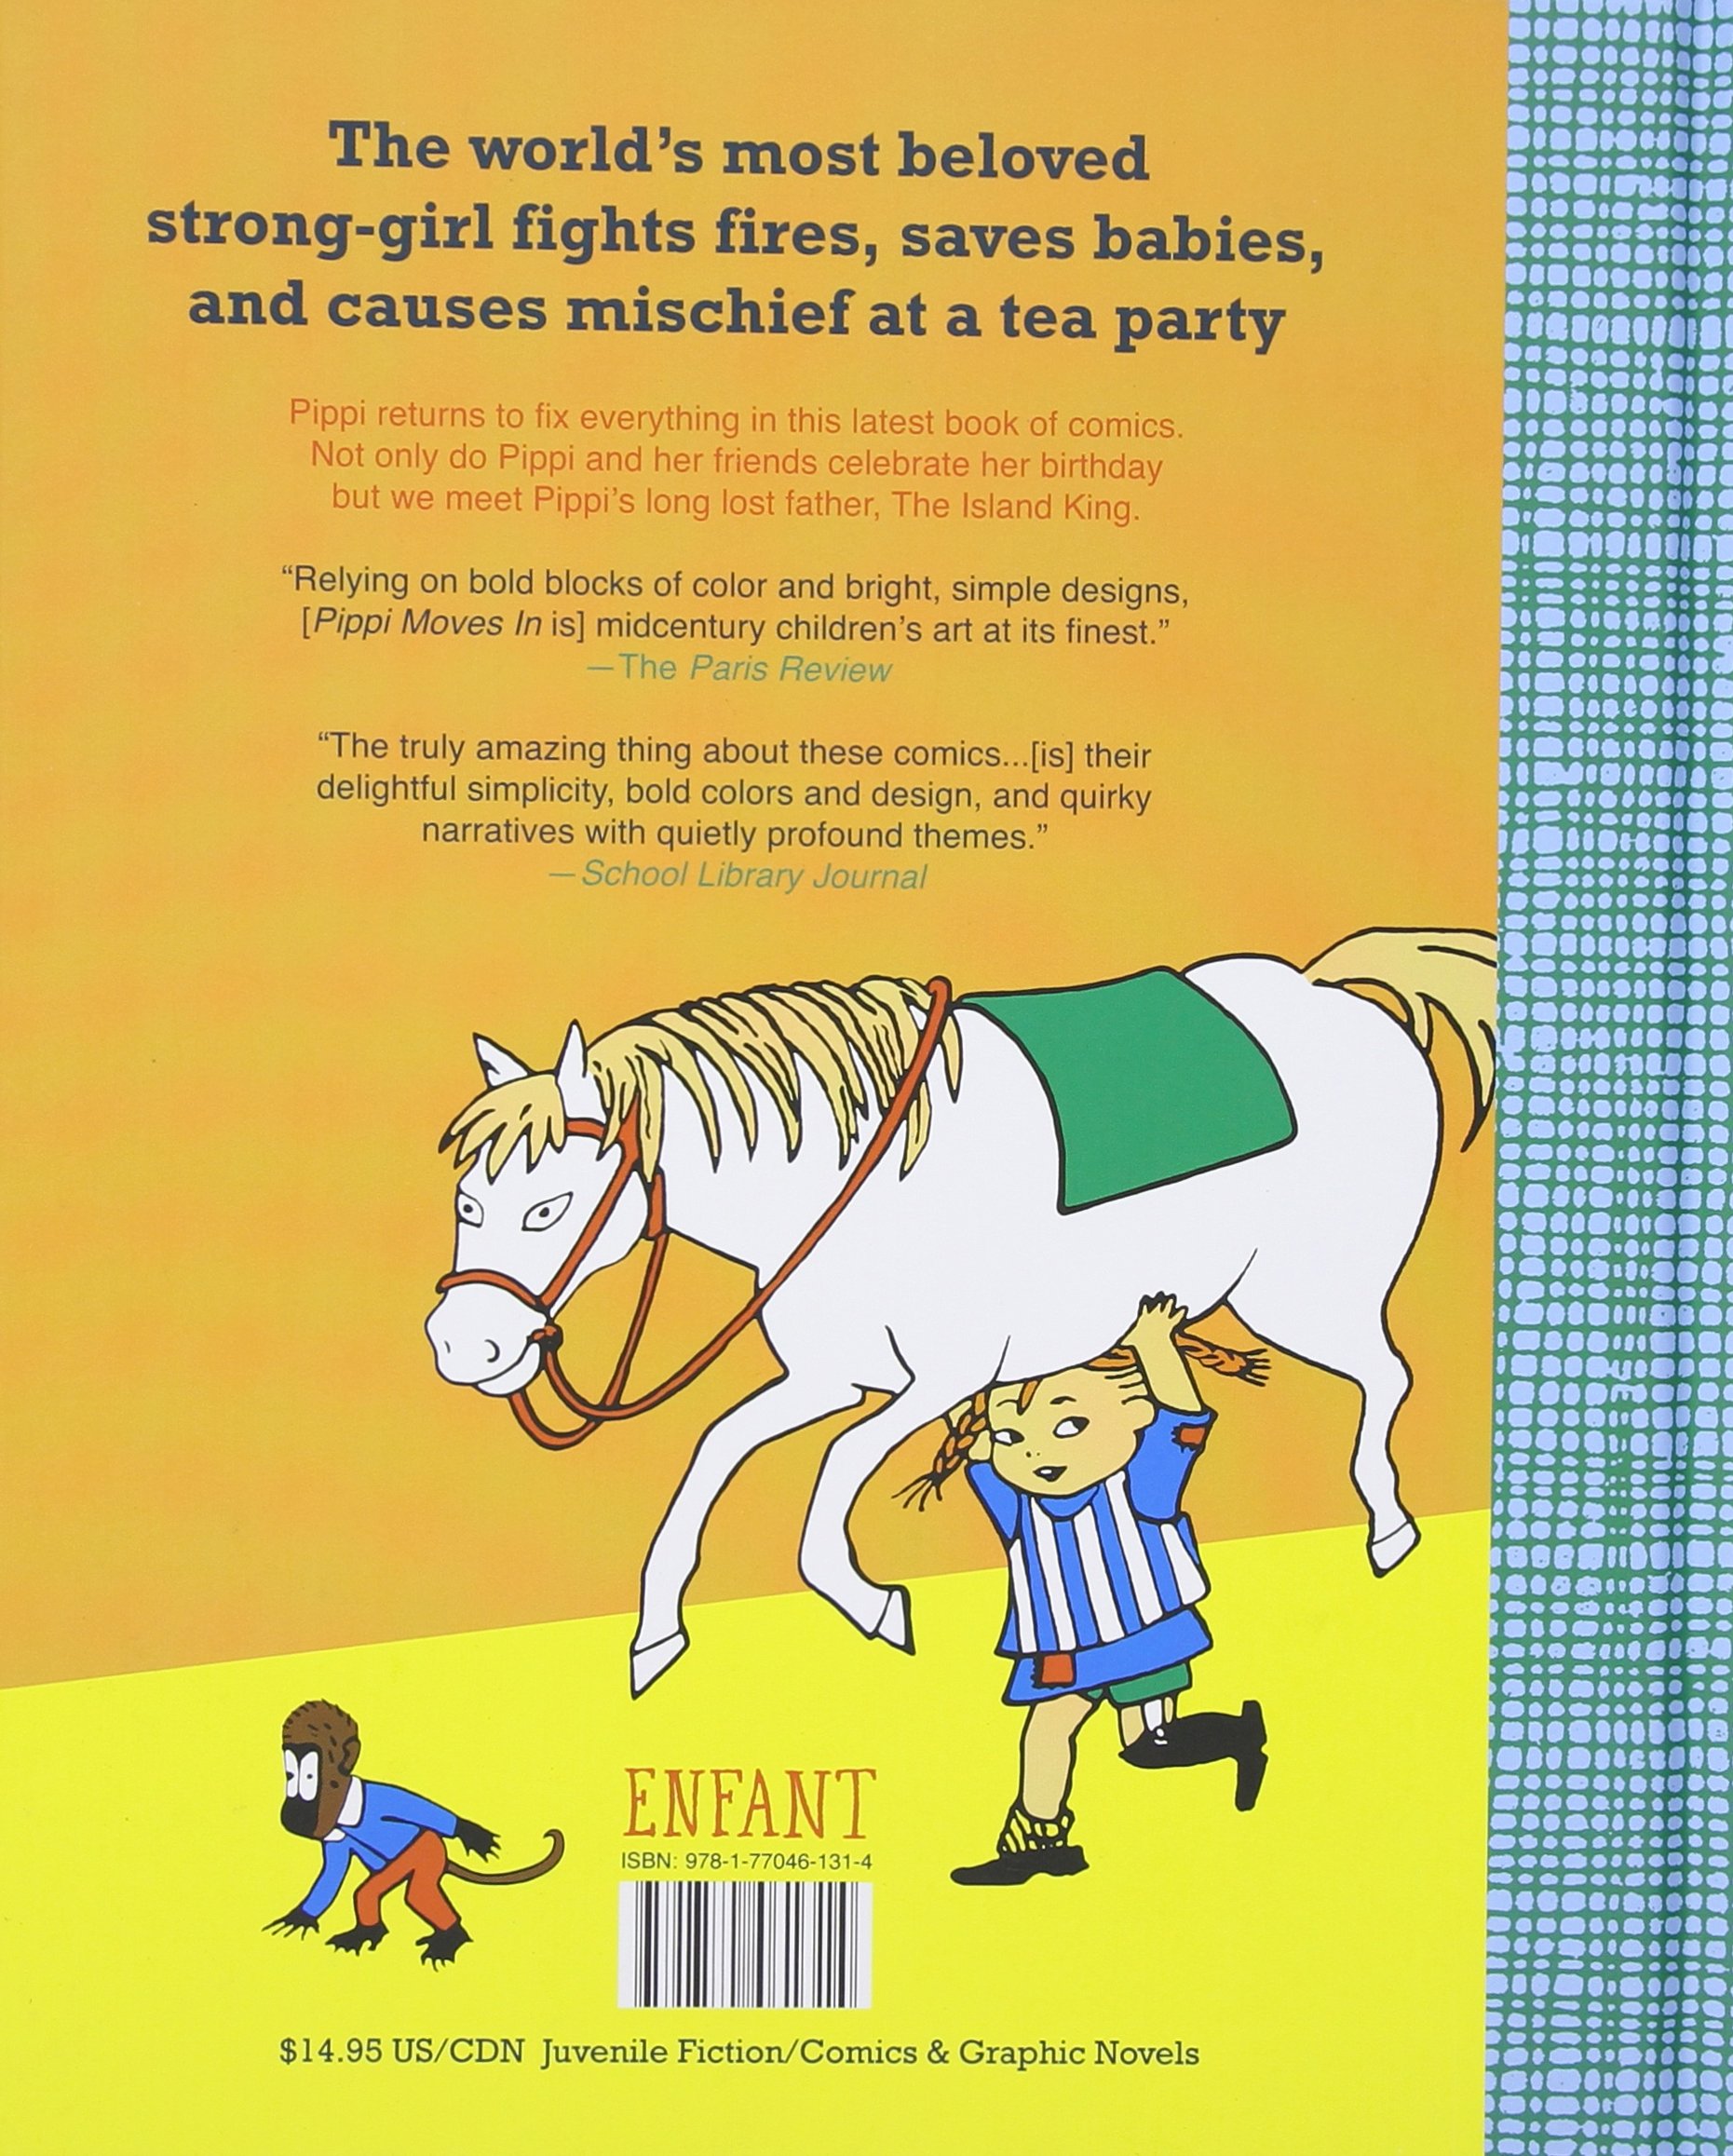 The world’s most beloved
strong-girl fights fires, saves babies,
and causes mischief at a tea party
Pippi returns to fix everything in this latest book of comics.
Not only do Pippi and her friends celebrate her birthday
but we meet Pippi’s long lost father, The Island King.
“Relying on bold blocks of color and bright, simple designs,
[Pippi Moves In is] midcentury children’s art at its finest.”
—The Paris Review
“The truly amazing thing about these comics...[is] their
delightful simplicity, bold colors and design, and quirky
narratives with quietly profound themes.”
—School Library Journal
ENFANT
ISBN: 978-1-77046-131-4
$14.95 US/CDN Juvenile Fiction/Comics & Graphic Novels